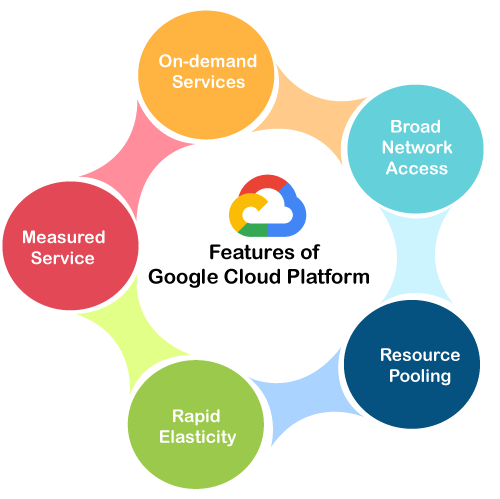 On-demand
Services
Broad
Network
Access
Measured
Service
Features of
Google Cloud Platform
Resource
Pooling
Rapid
Elasticity